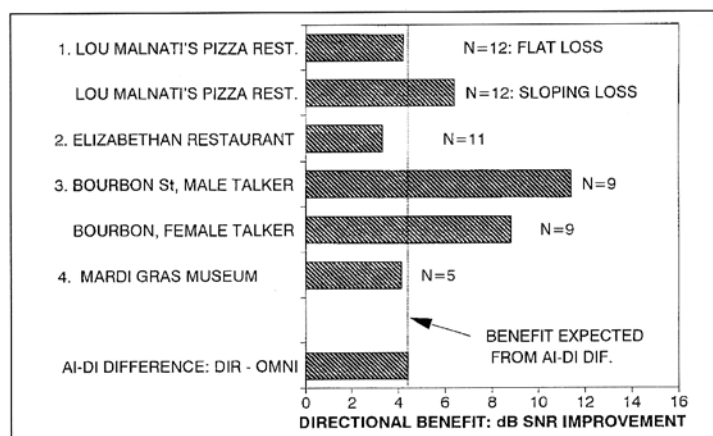 1. LOU MALNATI'S PIZZA REST.
N=12: FLAT LOSS
LOU MALNATI'S PIZZA REST.
N=12: SLOPING LOSS
2. ELIZABETHAN RESTAURANT
N=11
3. BOURBON St, MALE TALKER
N=9
BOURBON, FEMALE TALKER
N=9
4. MARDI GRAS MUSEUM
N=5
BENEFIT EXPECTED
FROM AI-DI DIF.
AI-DI DIFFERENCE: DIR - OMNI
0 2 4 6 8 10 12 14 16
DIRECTIONAL BENEFIT: dB SNR IMPROVEMENT